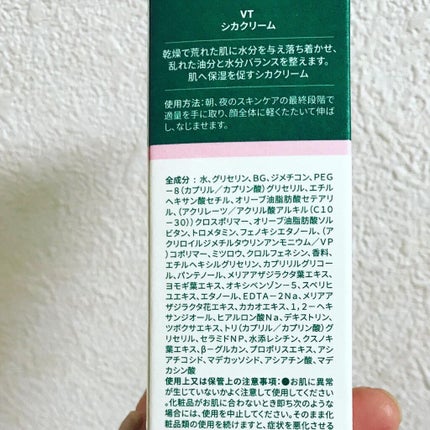 VT
シカクリーム
乾燥で荒れた肌に水分を与え落ち着かせ、
乱れた油分と水分バランスを整えます。
肌へ保湿を促すシカクリーム
使用方法：朝、夜のスキンケアの最終段階で
適量を手に取り、顔全体に軽くたたいて伸ば
し、なじませます。
全成分：水、グリセリン、BG、ジメチコン、PEG
－8（カプリル／カプリン酸）グリセリル、エチル
ヘキサン酸セチル、オリーブ油脂肪酸セテアリ
ル、（アクリレーツ／アクリル酸アルキル（C10
－30））クロスポリマー、オリーブ油脂肪酸ソル
ビタン、トロメタミン、フェノキシエタノール、（ア
クリロイルジメチルタウリンアンモニウム／VP
）コポリマー、ミツロウ、クロルフェネシン、香料、
エチルヘキシルグリセリン、カプリリルグリコー
ル、パンテノール、メリアアザジラクタ葉エキス、
ヨモギ葉エキス、オキシベンゾン－5、スベリヒ
ユエキス、エタノール、EDTA－2Na、メリアア
ザジラクタ花エキス、カカオエキス、1，2－ヘキ
サンジオール、ヒアルロン酸Na、デキストリン、
ツボクサエキス、トリ（カプリル／カプリン酸）グ
リセリル、セラミドNP、水添レシチン、クスノキ
葉エキス、β－グルカン、プロポリスエキス、アシ
アチコシド、マデカッソシド、アシアチン酸、マデ
カシン酸
使用上又は保管上の注意事項：●お肌に異常
が生じていないかよく注意して使用してください。
化粧品がお肌に合わないとき即ち次のような
場合には、使用を中止してください。そのまま化
粧品類の使用を続けますと、症状を悪化させる